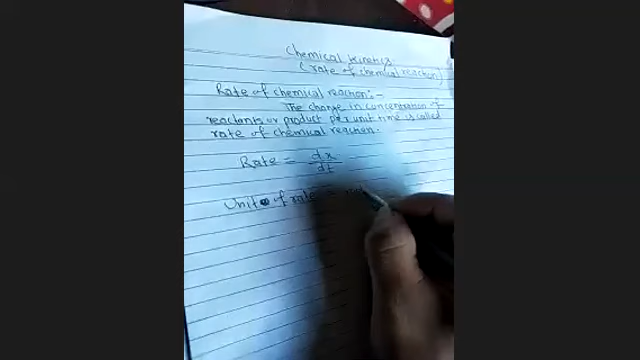 Chemical kinetics
(rate of chemical reaction)
Rate of chemical reaction:-
The change in concentration of
reactants or product per unit time is called
rate of chemical reaction.
Rate = dx
dt
Unit of rate =